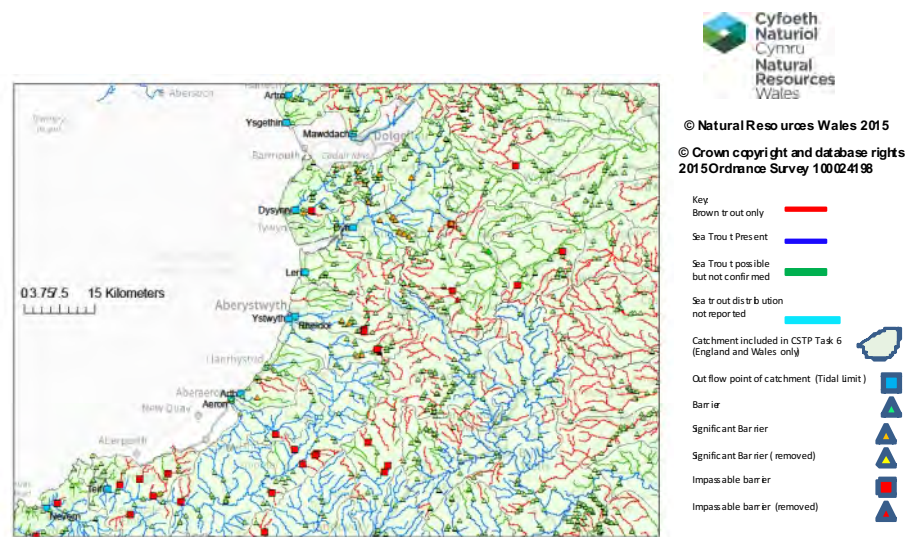 Cyfoeth
Naturiol
Cymru
Natural
Resources
Wales
© Natural Resources Wales 2015
© Crown copyright and database rights
2015 Ordnance Survey 100024198
Key:
Brown trout only
Sea Trout Present
Sea Trout possible
but not confirmed
Sea trout distribution
not reported
Catchment included in CSTP Task 6
(England and Wales only)
Outflow point of catchment (Tidal Limit)
Barrier
Significant Barrier
Significant Barrier (removed)
Impassable barrier
Impassable barrier (removed)
Aberstron
Artro
Ysgethin
Mawddach
Barmouth
Dysynni
Tywyn
Dyfi
Leri
0 3.75 7.5 15 Kilometers
Aberystwyth
Ystwyth
Rheidol
Llanrhystud
Aberaeron
Arth
Aeron
New Quay
Aberporth
Teifi
Nevern